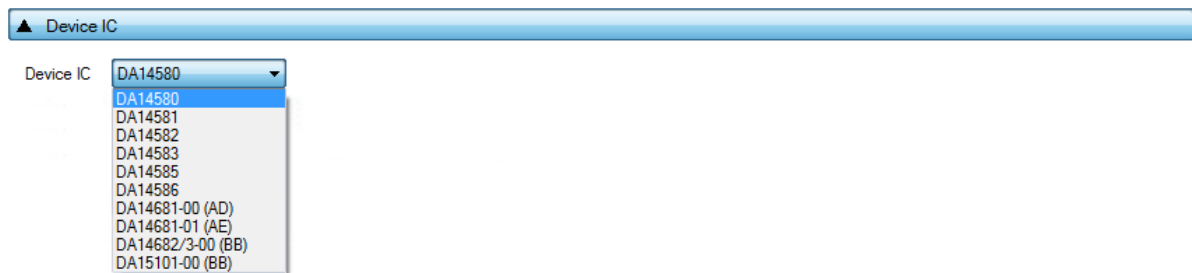 Device IC
Device IC DA14580
DA14580
DA14581
DA14582
DA14583
DA14585
DA14586
DA14681-00 (AD)
DA14681-01 (AE)
DA14682/3-00 (BB)
DA15101-00 (BB)